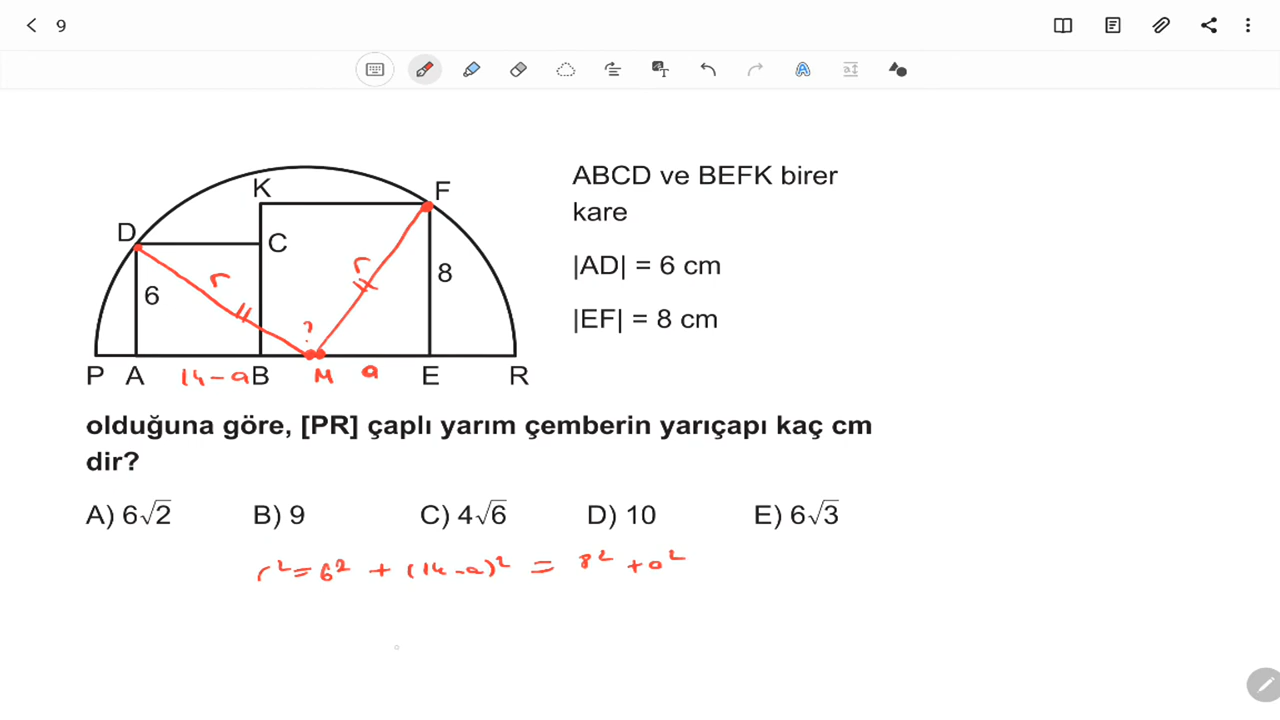 9
K
F
ABCD ve BEFK birer
kare
D
C
r
r
|AD| = 6 cm
6
8
?
|EF| = 8 cm
P A 14-a B M a E R
olduğuna göre, [PR] çaplı yarım çemberin yarıçapı kaç cm
dir?
A) 6√2 B) 9 C) 4√6 D) 10 E) 6√3
r² = 6² + (14-a)² = 8² + a²